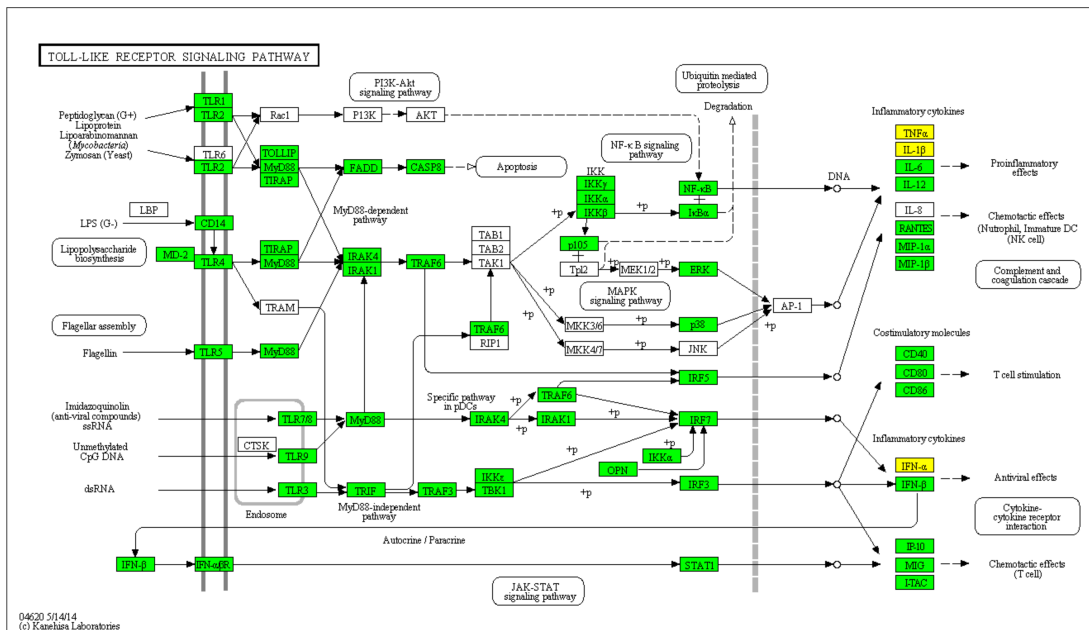 TOLL-LIKE RECEPTOR SIGNALING PATHWAY
PI3K-Akt
signaling pathway
Ubiquitin mediated
proteolysis
Degradation
Inflammatory cytokines
Peptidoglycan (G+)
Lipoprotein
Lipoarabinomannan
(Mycobacteria)
Zymosan (Yeast)
TLR1
TLR2
Rac1
PI3K
AKT
TLR6
TLR2
TOLLIP
MyD88
TIRAP
FADD
CASP8
Apoptosis
NF-κB signaling
pathway
IKK
IKKγ
IKKα
IKKβ
+p
NF-κB
IκBα
DNA
TNFα
IL-1β
IL-6
IL-12
Proinflammatory
effects
IL-8
RANTES
MIP-1α
MIP-1β
Chemotactic effects
(Nutrophil, Immature DC
(NK cell)
Complement and
coagulation cascade
LBP
LPS (G-)
CD14
MyD88-dependent
pathway
Lipopolysaccharide
biosynthesis
MD-2
TLR4
TIRAP
MyD88
IRAK4
IRAK1
TRAF6
TAB1
TAB2
TAK1
+p
p105
Tpl2
+p
MEK1/2
+p
ERK
+p
MAPK
signaling pathway
TRAM
AP-1
+p
Flagellar assembly
Flagellin
TLR5
MyD88
TRAF6
RIP1
+p
+p
+p
MKK3/6
+p
p38
MKK4/7
+p
JNK
Costimulatory molecules
CD40
CD80
CD86
T cell stimulation
IRF5
Specific pathway
in pDCs
Imidazoquinolin
(anti-viral compounds)
ssRNA
TLR7/8
MyD88
IRAK4
+p
+p
TRAF6
IRAK1
+p
IRF7
Unmethylated
CpG DNA
CTSK
TLR9
IKKα
+p
OPN
Inflammatory cytokines
IFN-α
IFN-β
Antiviral effects
dsRNA
TLR3
Endosome
TRIF
TRAF3
IKKε
TBK1
+p
IRF3
MyD88-independent
pathway
Cytokine-
cytokine receptor
interaction
Autocrine / Paracrine
IFN-β
IFN-αβR
STAT1
JAK-STAT
signaling pathway
IP-10
MIG
I-TAC
Chemotactic effects
(T cell)
04620 5/14/14
(c) Kanehisa Laboratories